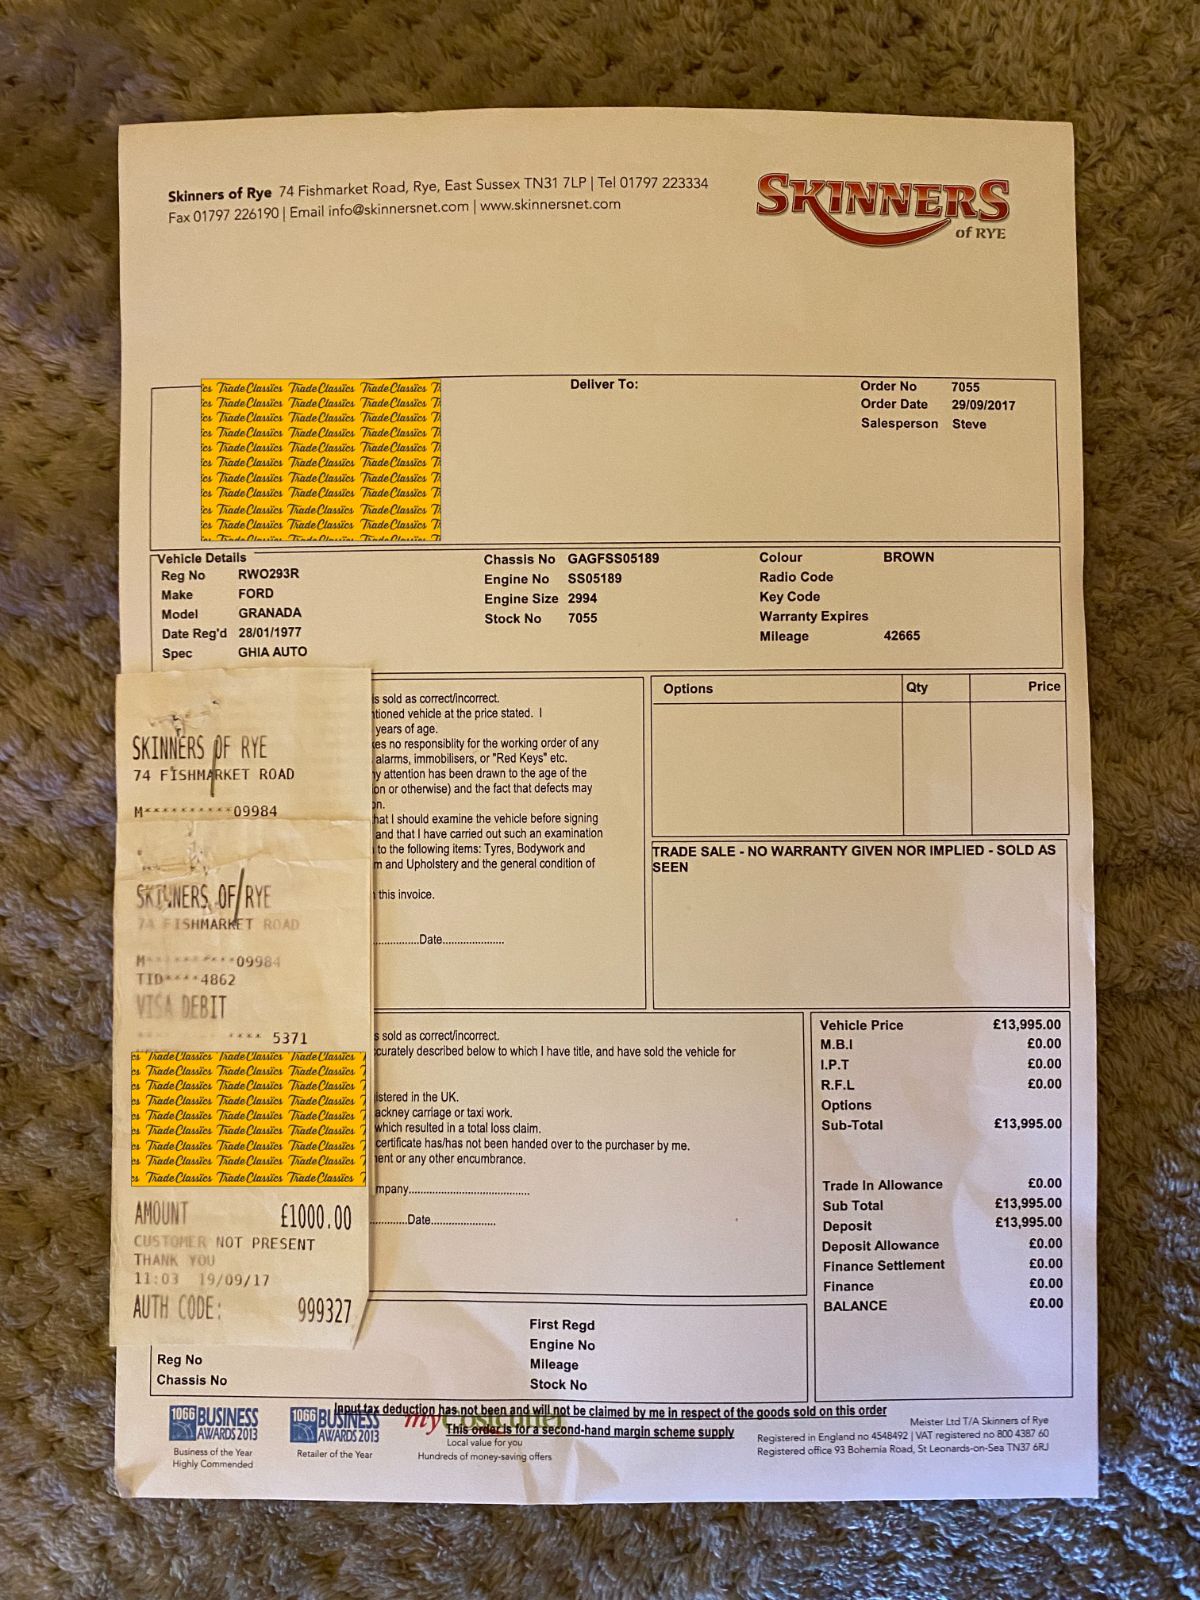 Skinners of Rye 74 Fishmarket Road, Rye, East Sussex TN31 7LP | Tel 01797 223334
Fax 01797 226190 | Email info@skinnersnet.com | www.skinnersnet.com
SKINNERS
of RYE
Trade Classics Trade Classics Trade Classics
Deliver To:
Order No 7055
Order Date 29/09/2017
Salesperson Steve
Vehicle Details
Reg No RWO293R
Make FORD
Model GRANADA
Date Reg'd 28/01/1977
Spec GHIA AUTO
Chassis No GAGFSS05189
Engine No SS05189
Engine Size 2994
Stock No 7055
Colour BROWN
Radio Code
Key Code
Warranty Expires
Mileage 42665
SKINNERS OF RYE
74 FISHMARKET ROAD
M**********09984
SKINNERS OF RYE
74 FISHMARKET ROAD
M**********09984
TID****4862
VISA DEBIT
**** 5371
Trade Classics Trade Classics Trade Classics
AMOUNT £1000.00
CUSTOMER NOT PRESENT
THANK YOU
11:03 19/09/17
AUTH CODE: 999327
is sold as correct/incorrect.
tioned vehicle at the price stated. I
years of age.
es no responsiblity for the working order of any
alarms, immobilisers, or "Red Keys" etc.
y attention has been drawn to the age of the
on or otherwise) and the fact that defects may
on.
hat I should examine the vehicle before signing
and that I have carried out such an examination
to the following items: Tyres, Bodywork and
m and Upholstery and the general condition of
this invoice.
Date
Options Qty Price
TRADE SALE - NO WARRANTY GIVEN NOR IMPLIED - SOLD AS
SEEN
s sold as correct/incorrect.
curately described below to which I have title, and have sold the vehicle for
istered in the UK.
ackney carriage or taxi work.
which resulted in a total loss claim.
certificate has/has not been handed over to the purchaser by me.
ent or any other encumbrance.
mpany
Date
Vehicle Price £13,995.00
M.B.I £0.00
I.P.T £0.00
R.F.L £0.00
Options
Sub-Total £13,995.00
Trade In Allowance £0.00
Sub Total £13,995.00
Deposit £13,995.00
Deposit Allowance £0.00
Finance Settlement £0.00
Finance £0.00
BALANCE £0.00
Reg No
Chassis No
First Regd
Engine No
Mileage
Stock No
Input tax deduction has not been and will not be claimed by me in respect of the goods sold on this order
This order is for a second-hand margin scheme supply
1066 BUSINESS
AWARDS 2013
Business of the Year
Highly Commended
1066 BUSINESS
AWARDS 2013
Retailer of the Year
my
Local value for you
Hundreds of money-saving offers
Meister Ltd T/A Skinners of Rye
Registered in England no 4548492 | VAT registered no 800 4387 60
Registered office 93 Bohemia Road, St Leonards-on-Sea TN37 6RJ